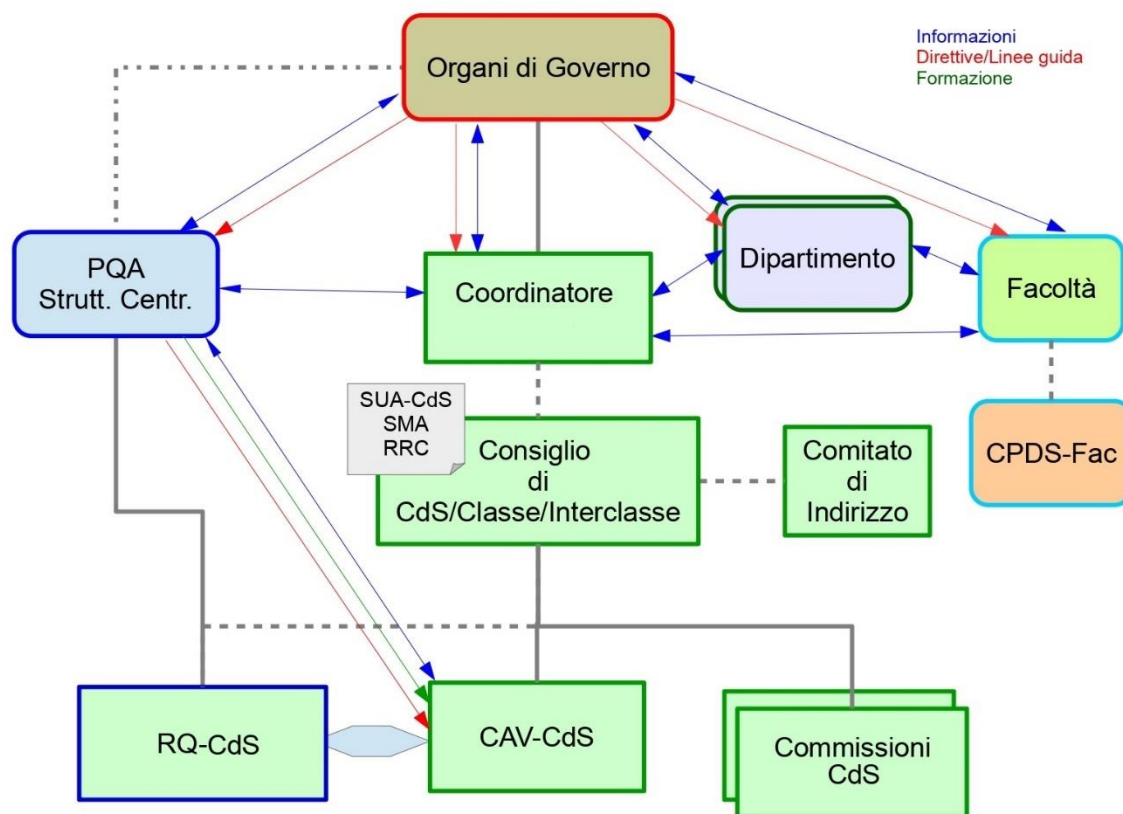 Organi di Governo
Informazioni
Direttive/Linee guida
Formazione
PQA
Strutt. Centr.
Coordinatore
Dipartimento
Facoltà
SUA-CdS
SMA
RRC
Consiglio
di
CdS/Classe/Interclasse
Comitato
di
Indirizzo
CPDS-Fac
RQ-CdS
CAV-CdS
Commissioni
CdS